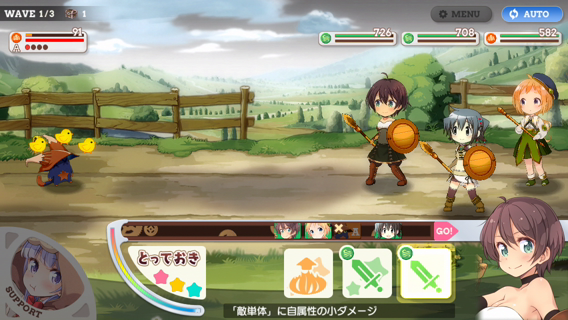 WAVE 1/3 1
MENU
AUTO
91
A
726
708
582
GO!
とっておき
SUPPORT
「敵単体」に自属性の小ダメージ